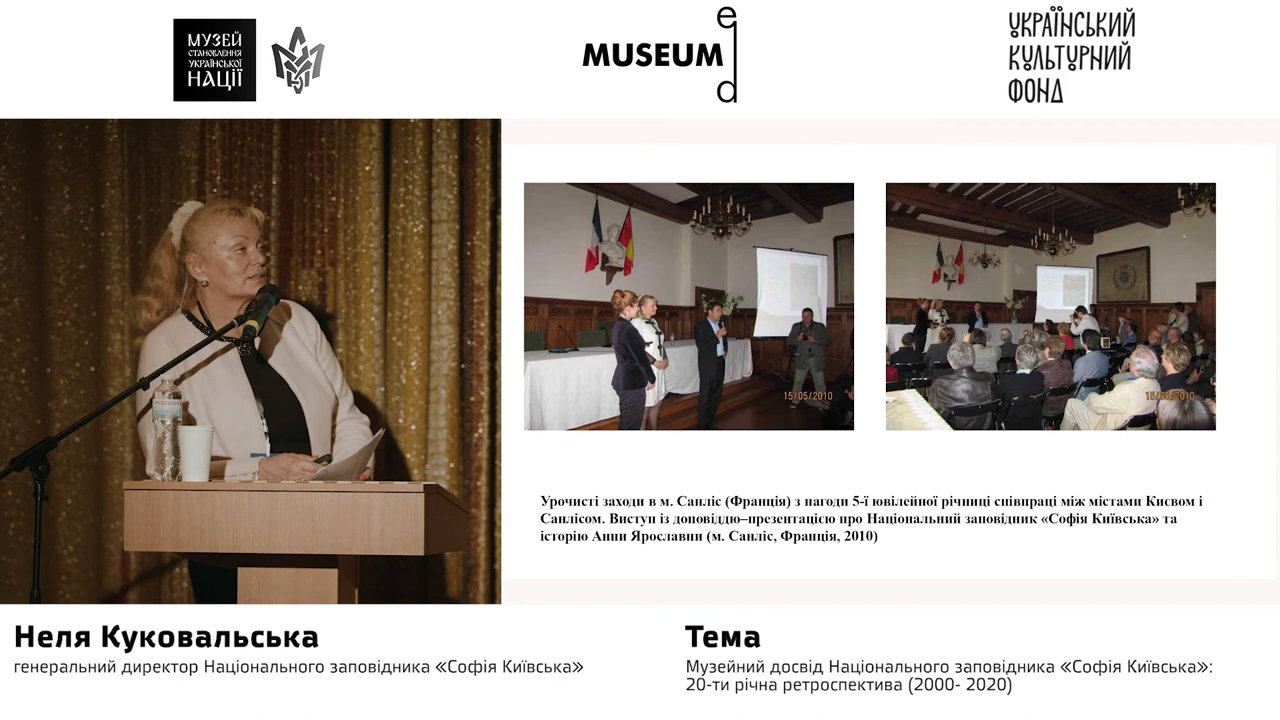 МУЗЕЙ
СТАНОВЛЕННЯ
УКРАЇНСЬКОЇ
НАЦІЇ
MUSEUM
ed
УКРАЇНСЬКИЙ
КУЛЬТУРНИЙ
ФОНД
15/05/2010
15/05/2010
Урочисті заходи в м. Санліс (Франція) з нагоди 5-ї ювілейної річниці співпраці між містами Києвом і
Санлісом. Виступ із доповіддю–презентацією про Національний заповідник «Софія Київська» та
історію Анни Ярославни (м. Санліс, Франція, 2010)
Неля Куковальська
генеральний директор Національного заповідника «Софія Київська»
Тема
Музейний досвід Національного заповідника «Софія Київська»:
20-ти річна ретроспектива (2000- 2020)